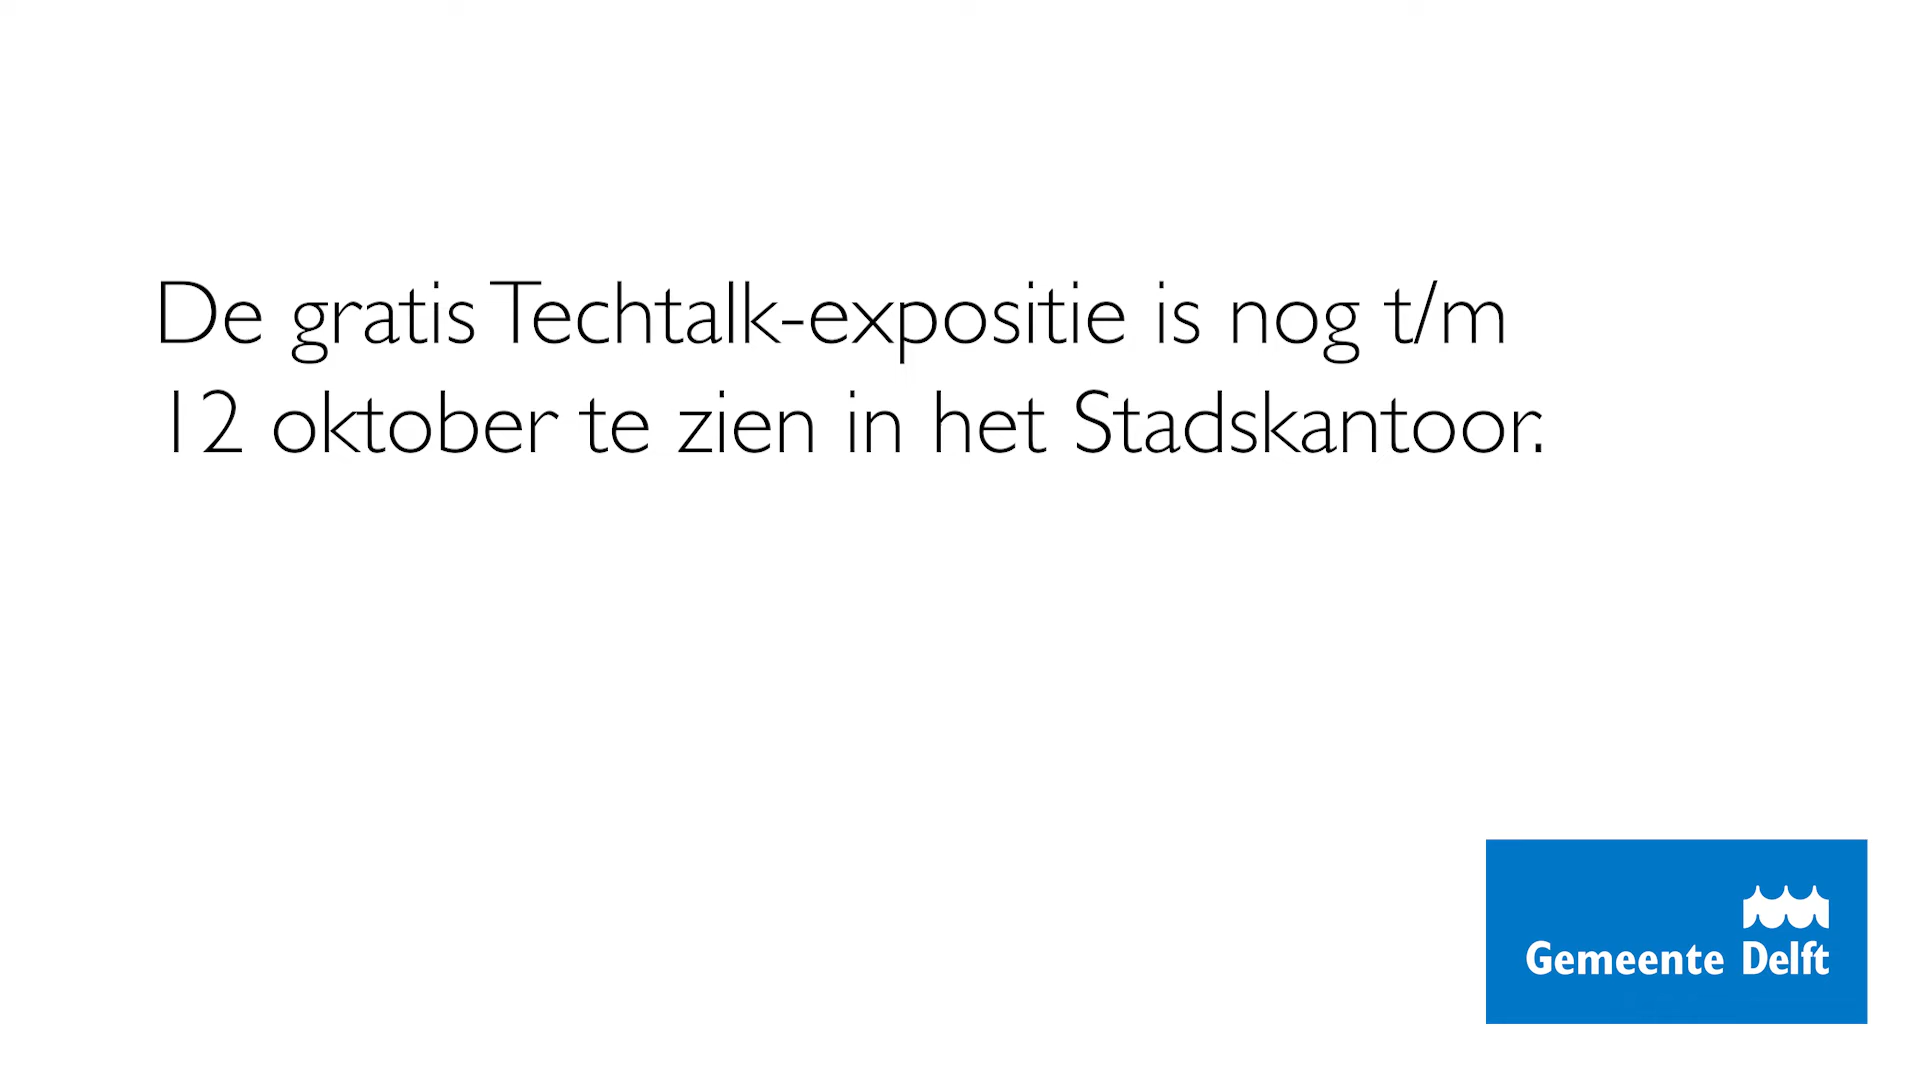 De gratis Techtalk-expositie is nog t/m
12 oktober te zien in het Stadskantoor.
Gemeente Delft